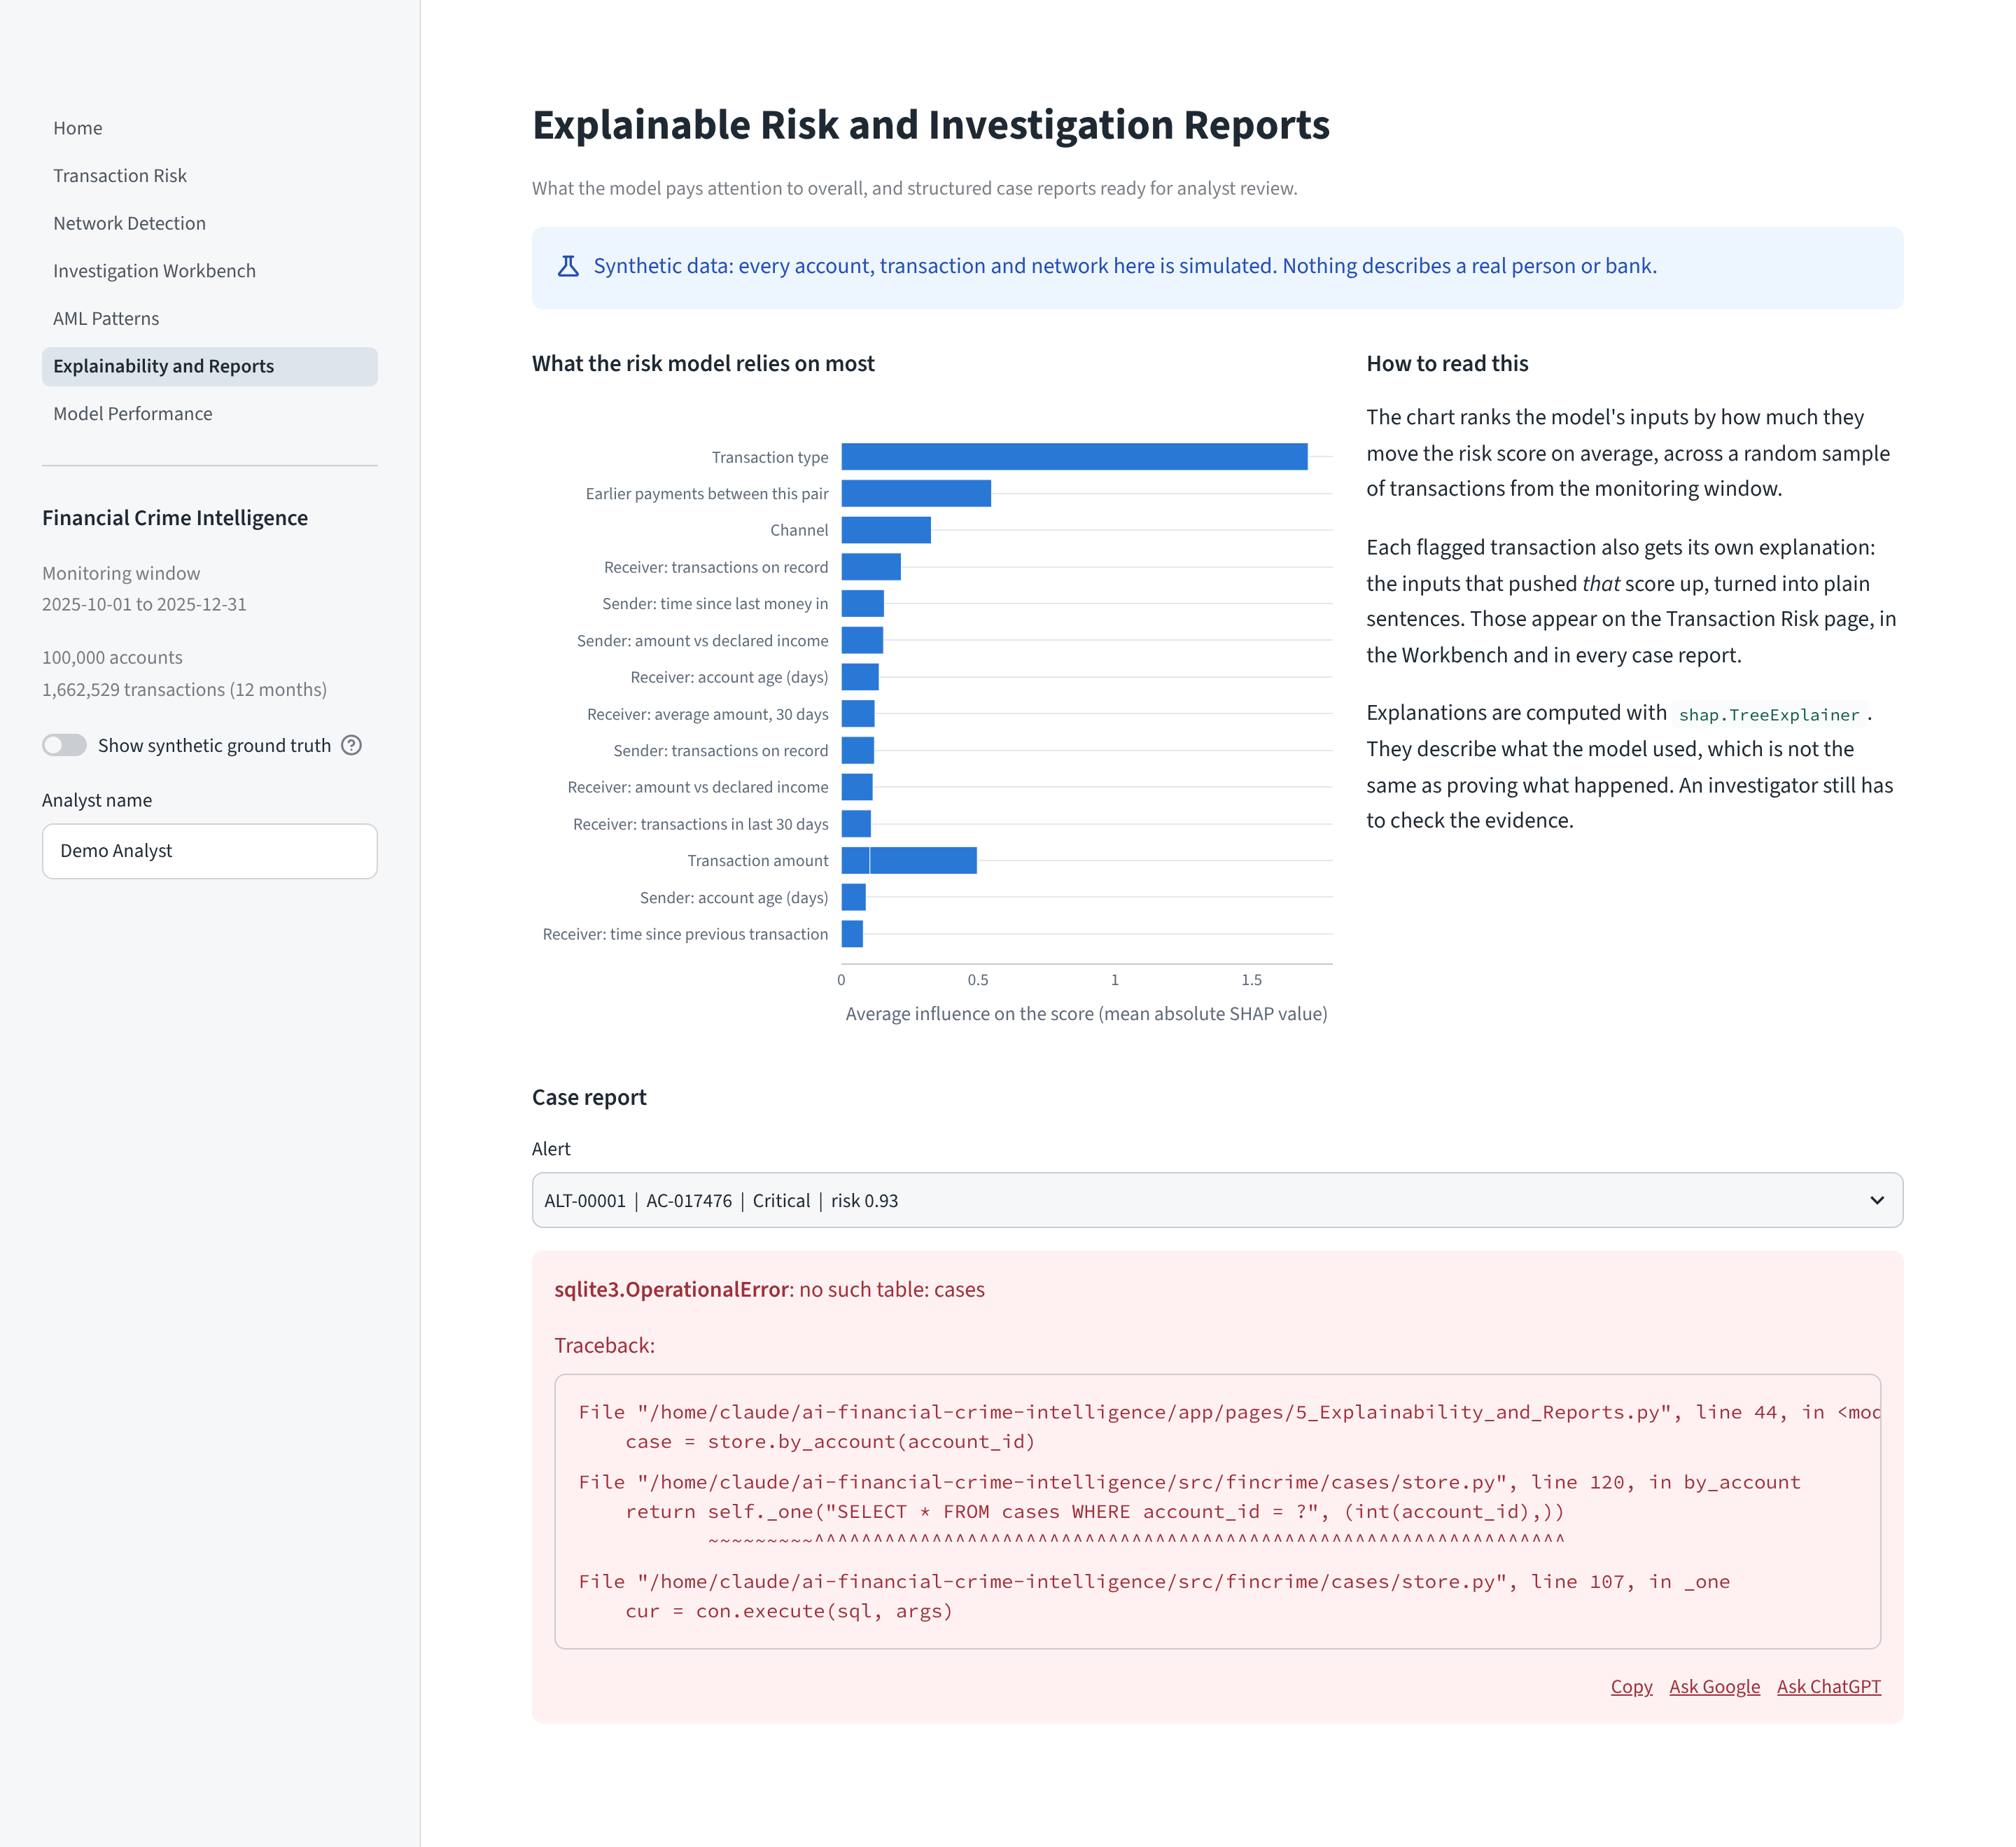 Home
Transaction Risk
Network Detection
Investigation Workbench
AML Patterns
Explainability and Reports
Model Performance
Financial Crime Intelligence
Monitoring window
2025-10-01 to 2025-12-31
100,000 accounts
1,662,529 transactions (12 months)
Show synthetic ground truth
Analyst name
Demo Analyst
Explainable Risk and Investigation Reports
What the model pays attention to overall, and structured case reports ready for analyst review.
Synthetic data: every account, transaction and network here is simulated. Nothing describes a real person or bank.
What the risk model relies on most
Transaction type
Earlier payments between this pair
Channel
Receiver: transactions on record
Sender: time since last money in
Sender: amount vs declared income
Receiver: account age (days)
Receiver: average amount, 30 days
Sender: transactions on record
Receiver: amount vs declared income
Receiver: transactions in last 30 days
Transaction amount
Sender: account age (days)
Receiver: time since previous transaction
0 0.5 1 1.5
Average influence on the score (mean absolute SHAP value)
How to read this
The chart ranks the model's inputs by how much they
move the risk score on average, across a random sample
of transactions from the monitoring window.
Each flagged transaction also gets its own explanation:
the inputs that pushed that score up, turned into plain
sentences. Those appear on the Transaction Risk page, in
the Workbench and in every case report.
Explanations are computed with shap.TreeExplainer .
They describe what the model used, which is not the
same as proving what happened. An investigator still has
to check the evidence.
Case report
Alert
ALT-00001 | AC-017476 | Critical | risk 0.93
sqlite3.OperationalError: no such table: cases
Traceback:
File "/home/claude/ai-financial-crime-intelligence/app/pages/5_Explainability_and_Reports.py", line 44, in <mod
case = store.by_account(account_id)
File "/home/claude/ai-financial-crime-intelligence/src/fincrime/cases/store.py", line 120, in by_account
return self._one("SELECT * FROM cases WHERE account_id = ?", (int(account_id),))
~~~~~~~~~^^^^^^^^^^^^^^^^^^^^^^^^^^^^^^^^^^^^^^^^^^^^^^^^^^^^^^^^^^^^^^^^
File "/home/claude/ai-financial-crime-intelligence/src/fincrime/cases/store.py", line 107, in _one
cur = con.execute(sql, args)
Copy Ask Google Ask ChatGPT